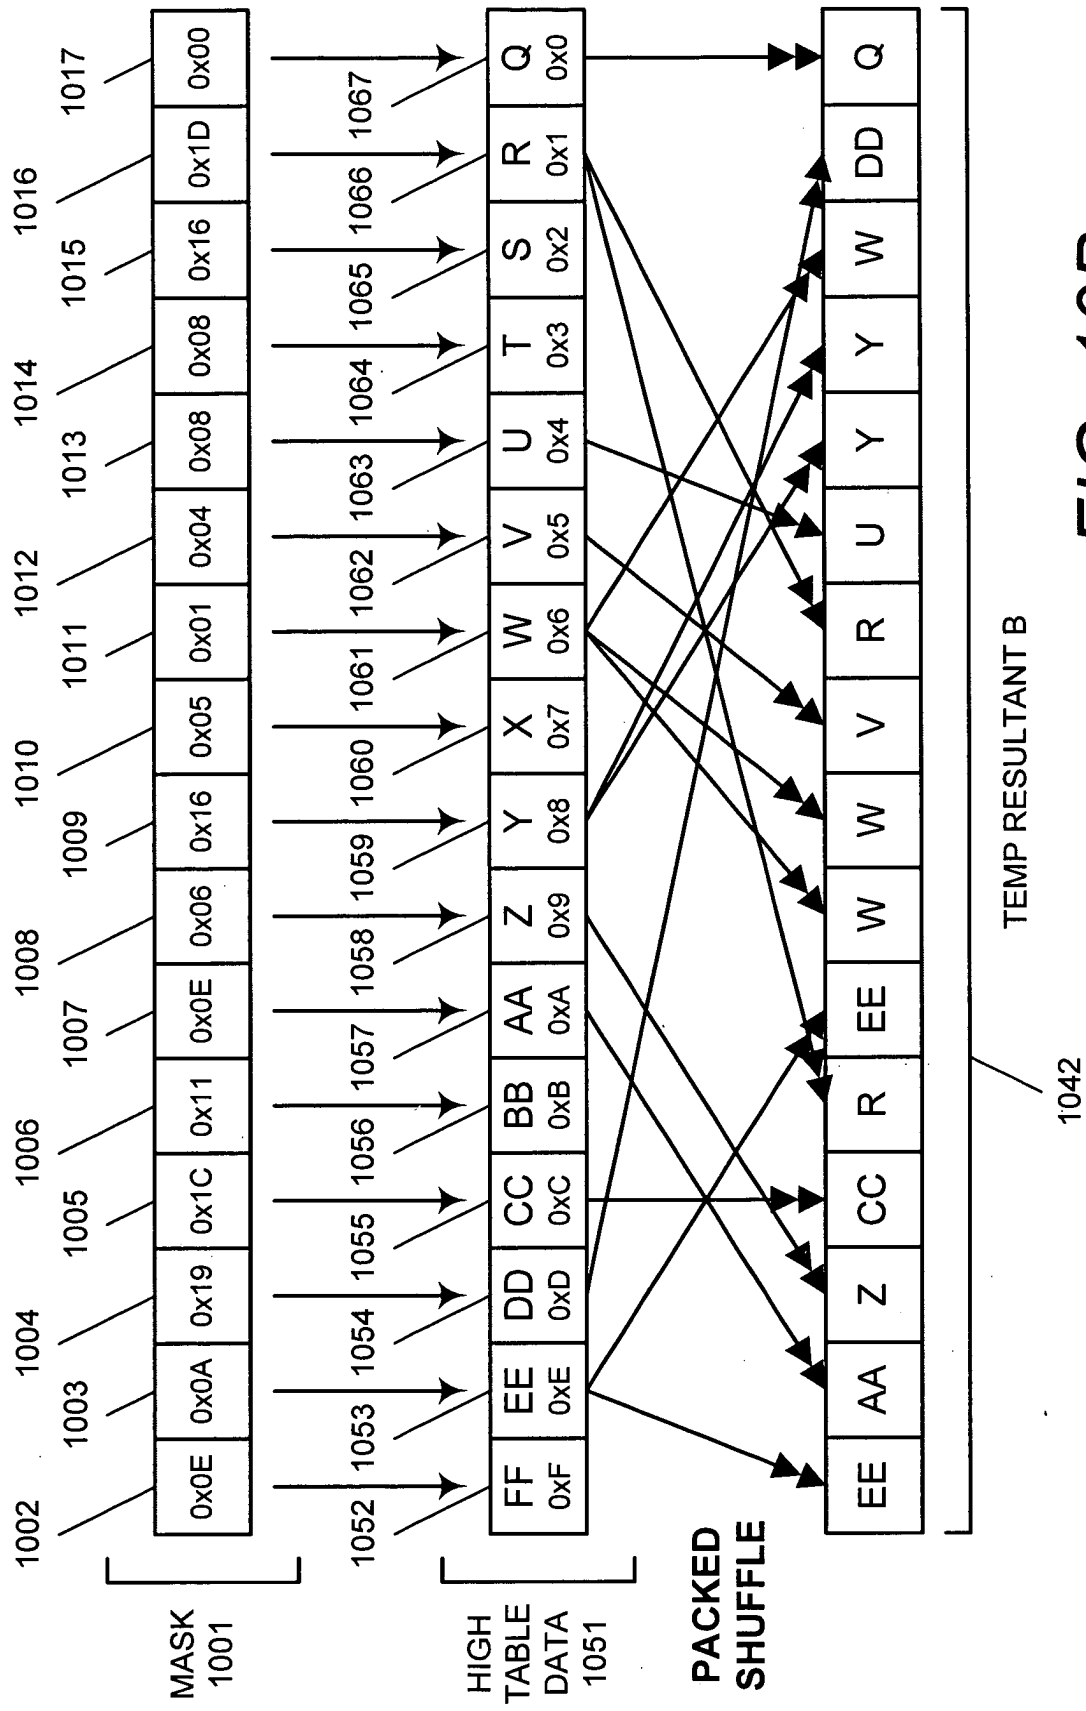 1002 1004 1006 1008 1010 1012 1014 1016
1003 1005 1007 1009 1011 1013 1015 1017
MASK
1001
0x0E 0x0A 0x19 0x1C 0x11 0x0E 0x06 0x16 0x05 0x01 0x04 0x08 0x08 0x16 0x1D 0x00
1052 1053 1054 1055 1056 1057 1058 1059 1060 1061 1062 1063 1064 1065 1066 1067
HIGH
TABLE
DATA
1051
FF EE DD CC BB AA Z Y X W V U T S R Q
0xF 0xE 0xD 0xC 0xB 0xA 0x9 0x8 0x7 0x6 0x5 0x4 0x3 0x2 0x1 0x0
PACKED
SHUFFLE
EE AA Z CC R EE W W V R U Y Y W DD Q
TEMP RESULTANT B
1042
FIG. 10B